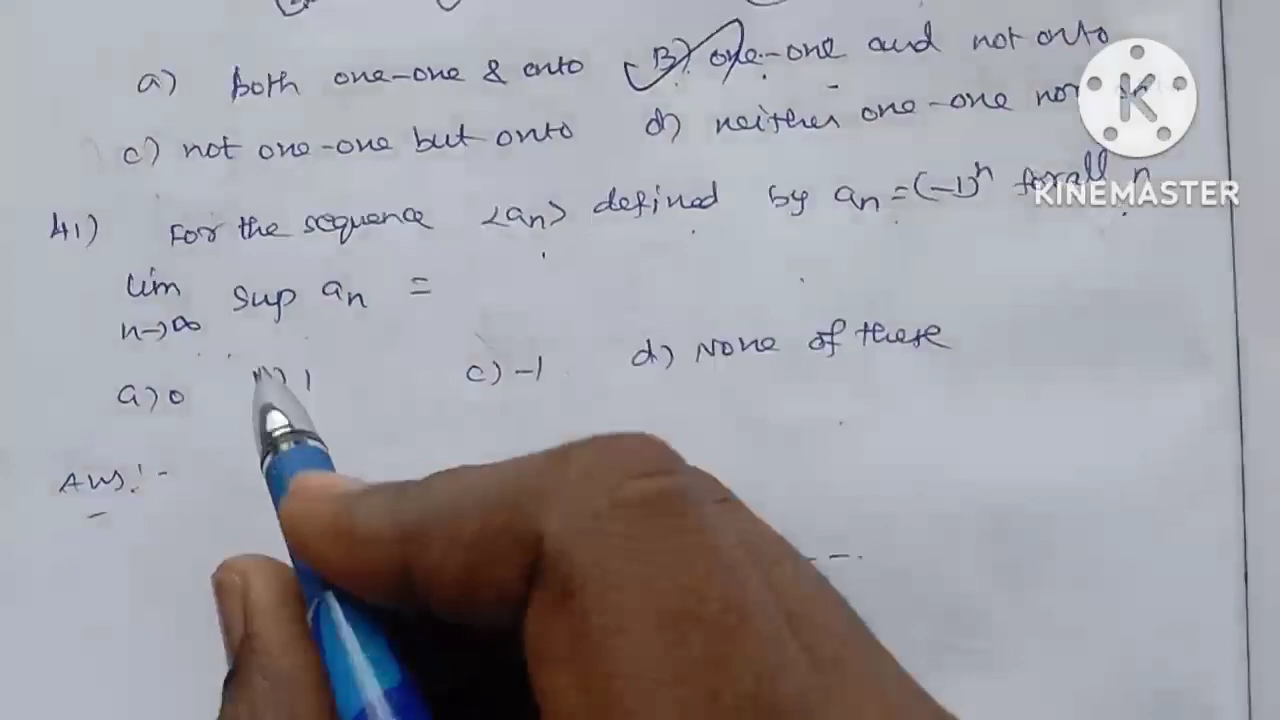 a) Both one-one & onto B) one-one and not onto
c) not one-one but onto d) neither one-one nor
K
KINEMASTER
41) For the sequence <an> defined by an = (-1)^n for all n
lim sup an =
n→∞
a) 0 1 c) -1 d) None of these
Ans:-